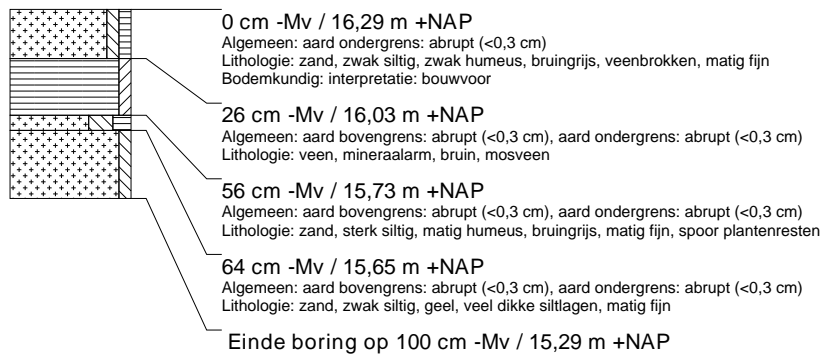 0 cm -Mv / 16,29 m +NAP
Algemeen: aard ondergrens: abrupt (<0,3 cm)
Lithologie: zand, zwak siltig, zwak humeus, bruingrijs, veenbrokken, matig fijn
Bodemkundig: interpretatie: bouwvoor
26 cm -Mv / 16,03 m +NAP
Algemeen: aard bovengrens: abrupt (<0,3 cm), aard ondergrens: abrupt (<0,3 cm)
Lithologie: veen, mineraalarm, bruin, mosveen
56 cm -Mv / 15,73 m +NAP
Algemeen: aard bovengrens: abrupt (<0,3 cm), aard ondergrens: abrupt (<0,3 cm)
Lithologie: zand, sterk siltig, matig humeus, bruingrijs, matig fijn, spoor plantenresten
64 cm -Mv / 15,65 m +NAP
Algemeen: aard bovengrens: abrupt (<0,3 cm), aard ondergrens: abrupt (<0,3 cm)
Lithologie: zand, zwak siltig, geel, veel dikke siltlagen, matig fijn
Einde boring op 100 cm -Mv / 15,29 m +NAP